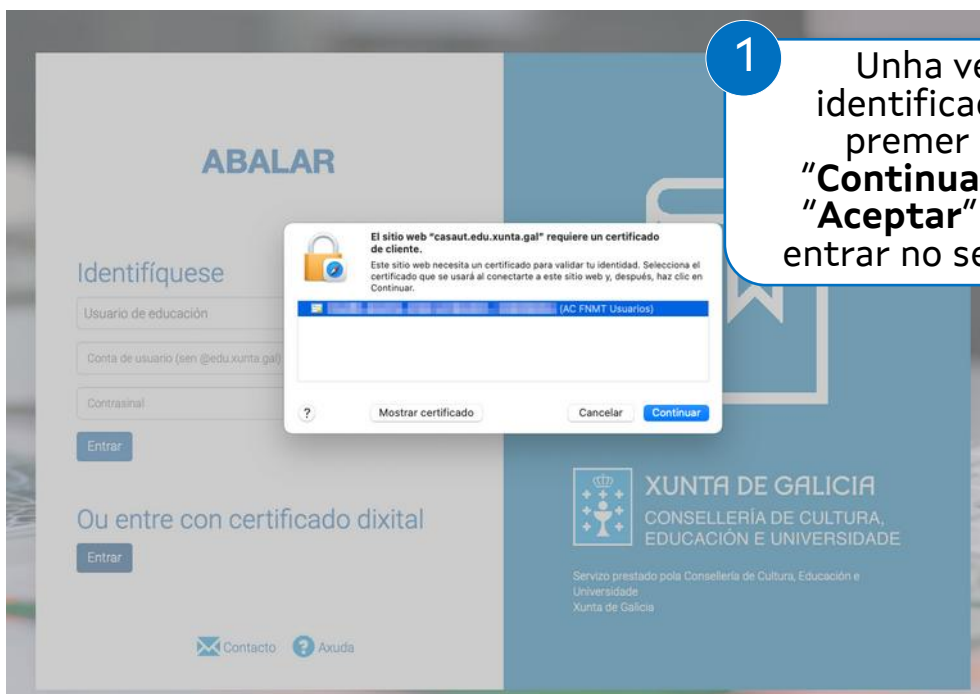 1
Unha ve
identificad
premer
"Continua
"Aceptar"
entrar no se
ABALAR
Identifíquese
Usuario de educación
Conta de usuario (sen @edu.xunta.gal)
Contrasinal
Entrar
Ou entre con certificado dixital
Entrar
Contacto
Axuda
El sitio web "casaut.edu.xunta.gal" requiere un certificado
de cliente.
Este sitio web necesita un certificado para validar tu identidad. Selecciona el
certificado que se usará al conectarte a este sitio web y, después, haz clic en
Continuar.
(AC FNMT Usuarios)
?
Mostrar certificado
Cancelar
Continuar
XUNTA DE GALICIA
CONSELLERÍA DE CULTURA,
EDUCACIÓN E UNIVERSIDADE
Servizo prestado pola Consellería de Cultura, Educación e
Universidade
Xunta de Galicia